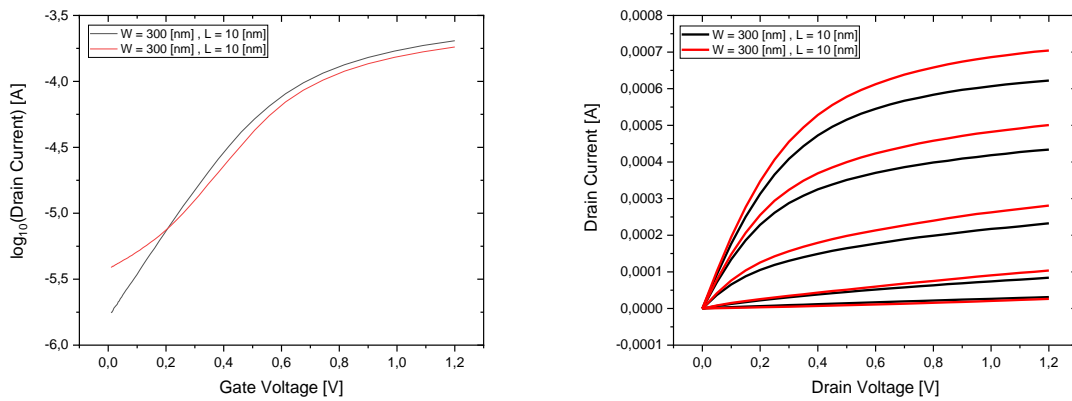 W = 300 [nm] , L = 10 [nm]
W = 300 [nm] , L = 10 [nm]
-3,5
-4,0
-4,5
-5,0
-5,5
-6,0
log₁₀(Drain Current) [A]
0,0 0,2 0,4 0,6 0,8 1,0 1,2
Gate Voltage [V]
W = 300 [nm] , L = 10 [nm]
W = 300 [nm] , L = 10 [nm]
0,0008
0,0007
0,0006
0,0005
0,0004
0,0003
0,0002
0,0001
0,0000
-0,0001
Drain Current [A]
0,0 0,2 0,4 0,6 0,8 1,0 1,2
Drain Voltage [V]